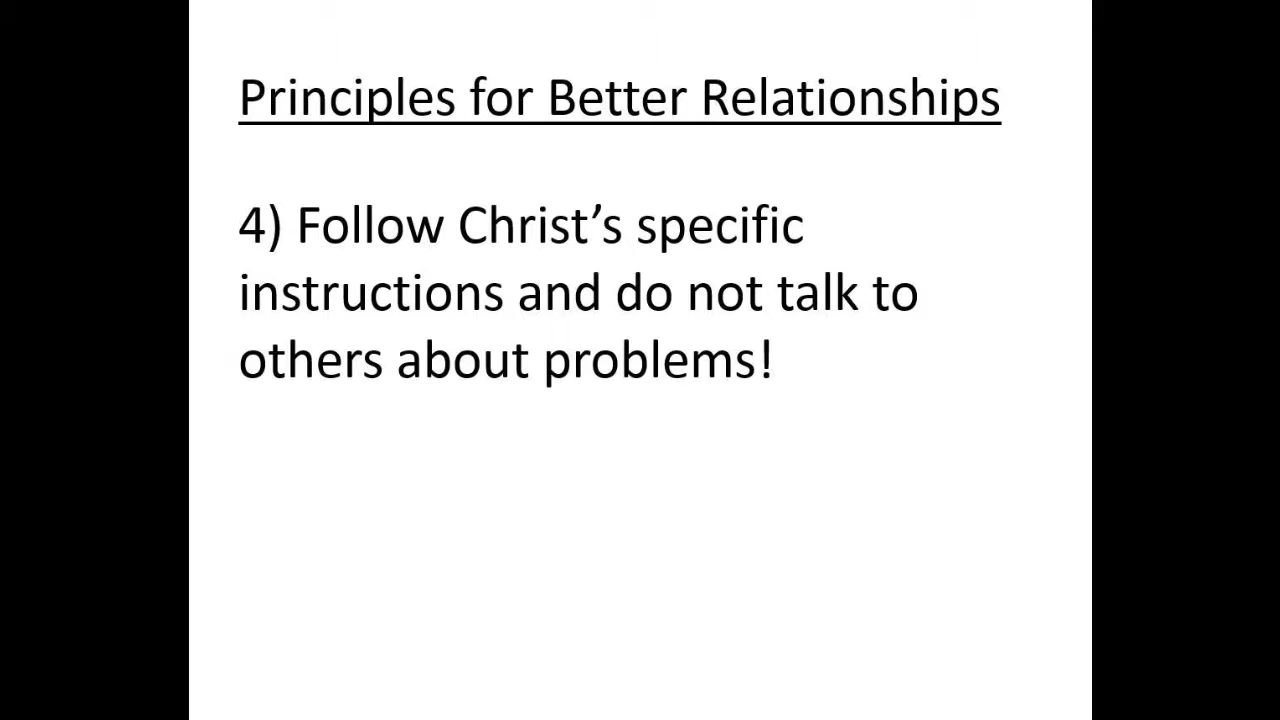 Principles for Better Relationships
4) Follow Christ’s specific
instructions and do not talk to
others about problems!